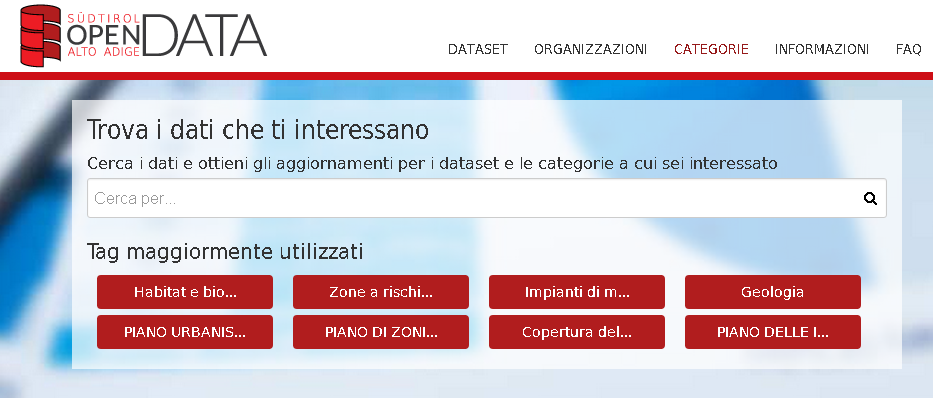 SÜDTIROL
OPEN DATA
ALTO ADIGE
DATASET ORGANIZZAZIONI CATEGORIE INFORMAZIONI FAQ
Trova i dati che ti interessano
Cerca i dati e ottieni gli aggiornamenti per i dataset e le categorie a cui sei interessato
Cerca per...
Tag maggiormente utilizzati
Habitat e bio... Zone a rischi... Impianti di m... Geologia
PIANO URBANIS... PIANO DI ZONI... Copertura del... PIANO DELLE I...